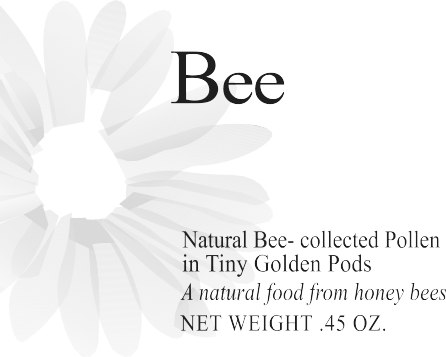 Bee
Natural Bee- collected Pollen
in Tiny Golden Pods
A natural food from honey bees
NET WEIGHT .45 OZ.